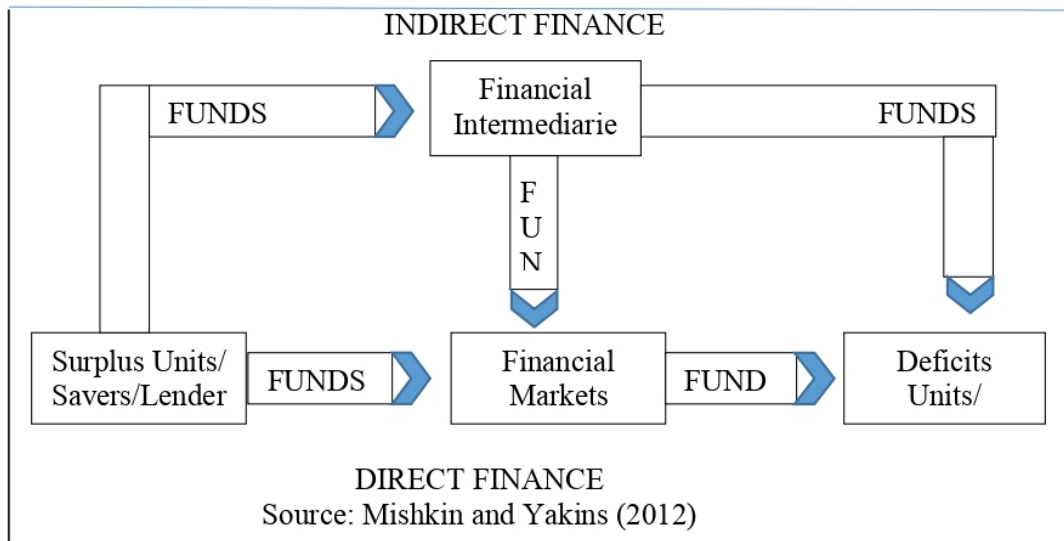 INDIRECT FINANCE
Financial
Intermediarie
FUNDS
FUNDS
F
U
N
Surplus Units/
Savers/Lender
FUNDS
Financial
Markets
FUND
Deficits
Units/
DIRECT FINANCE
Source: Mishkin and Yakins (2012)